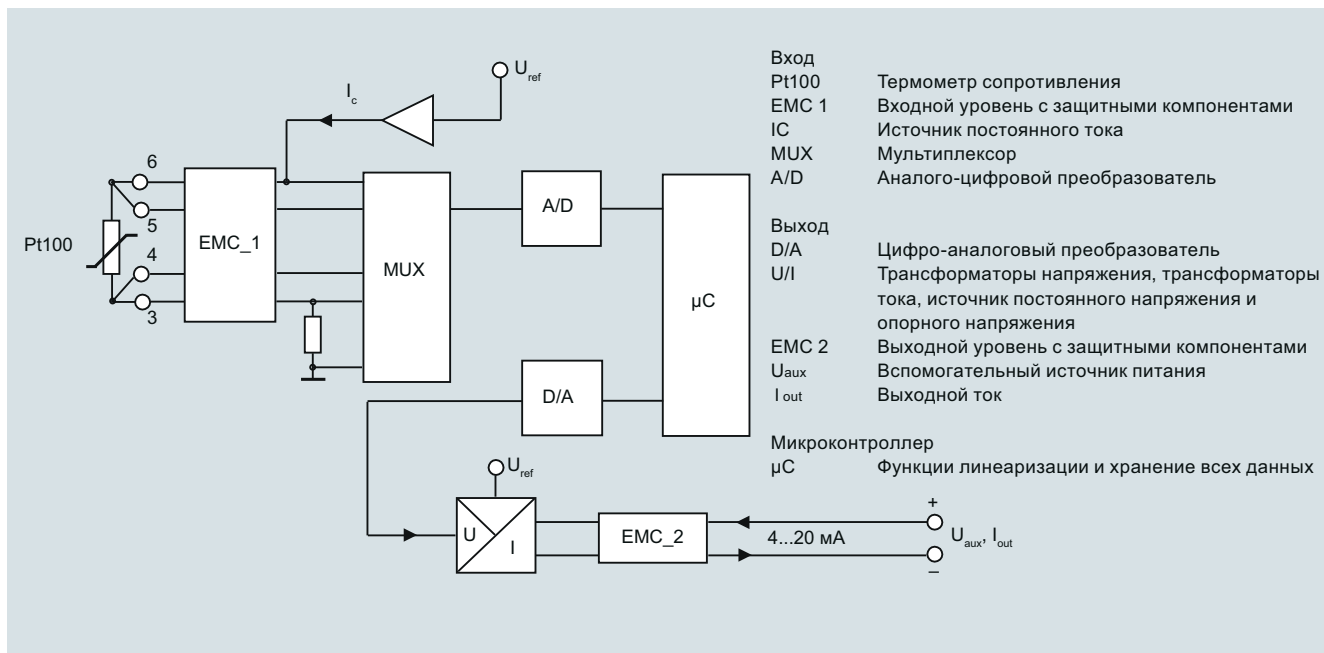 U_ref
I_c
6
5
Pt100
4
3
EMC_1
MUX
A/D
µC
D/A
U_ref
U
I
EMC_2
4...20 мА
+
–
U_aux, I_out
Вход
Pt100 Термометр сопротивления
EMC 1 Входной уровень с защитными компонентами
IC Источник постоянного тока
MUX Мультиплексор
A/D Аналого-цифровой преобразователь
Выход
D/A Цифро-аналоговый преобразователь
U/I Трансформаторы напряжения, трансформаторы
тока, источник постоянного напряжения и
опорного напряжения
EMC 2 Выходной уровень с защитными компонентами
Uaux Вспомогательный источник питания
I out Выходной ток
Микроконтроллер
µC Функции линеаризации и хранение всех данных